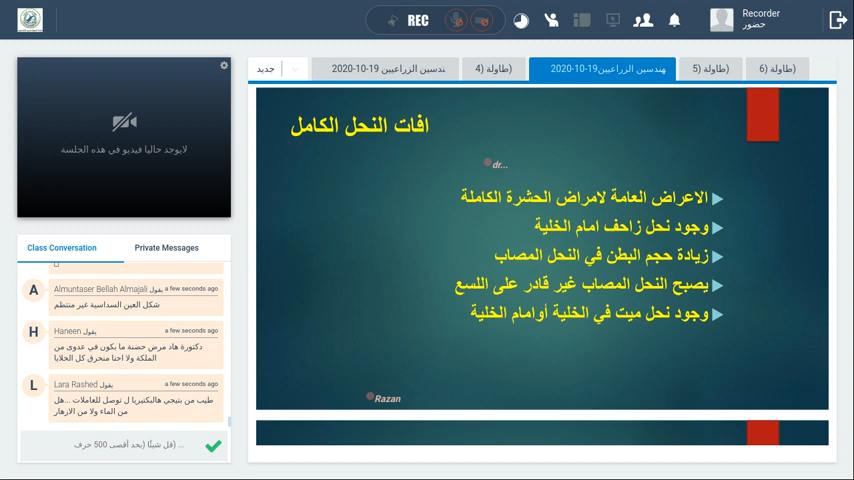 REC
Recorder
حضور
لايوجد حاليا فيديو في هذه الجلسة
جديد
ندسين الزراعيين 19-10-2020
(طاولة (4
هندسين الزراعيين19-10-2020
(طاولة (5
(طاولة (6
افات النحل الكامل
dr...
الاعراض العامة لامراض الحشرة الكاملة
وجود نحل زاحف امام الخلية
زيادة حجم البطن في النحل المصاب
يصبح النحل المصاب غير قادر على اللسع
وجود نحل ميت في الخلية أوامام الخلية
Razan
Class Conversation
Private Messages
A
Almuntaser Bellah Almajali يقول a few seconds ago
شكل العين السداسية غير منتظم
H
Haneen يقول a few seconds ago
دكتورة هاد مرض حضنة ما بكون في عدوى من
الملكة ولا احنا منحرق كل الخلايا
L
Lara Rashed يقول a few seconds ago
طيب من بتيجي هالبكتيريا ل توصل للعاملات ...هل
من الماء ولا من الازهار
... (قل شيئًا (بحد أقصى 500 حرف